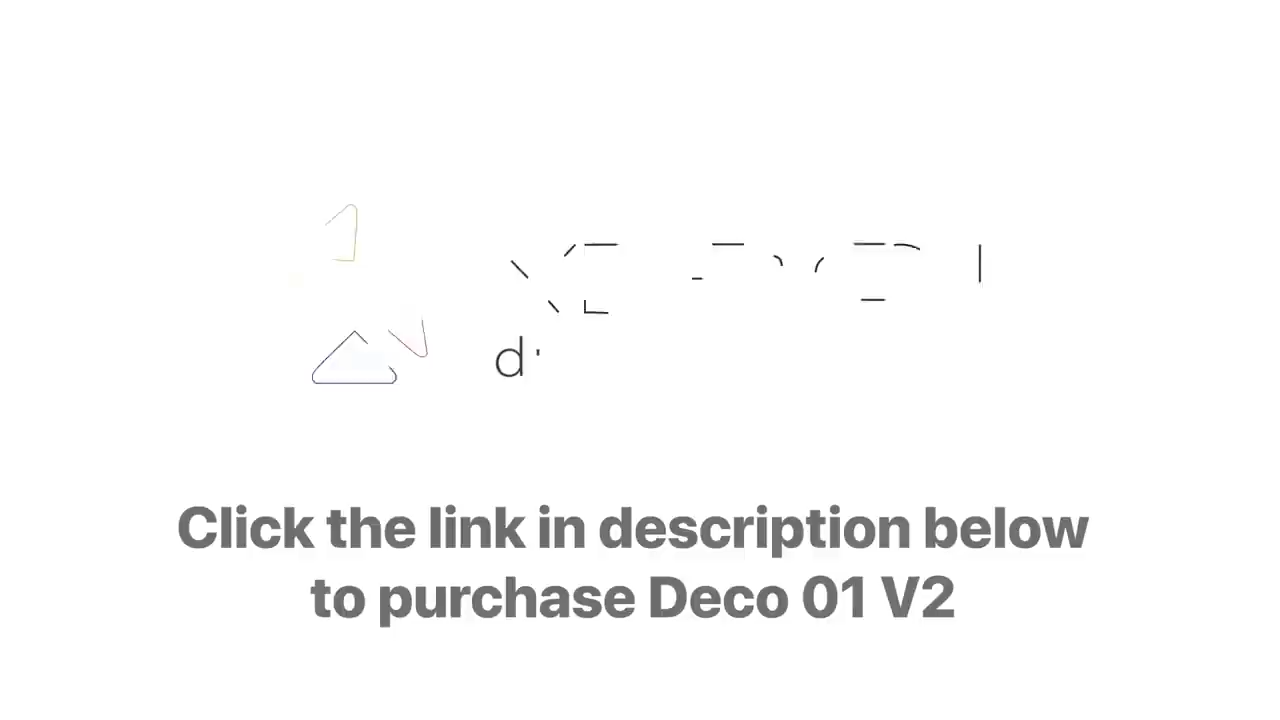 Click the link in description below
to purchase Deco 01 V2